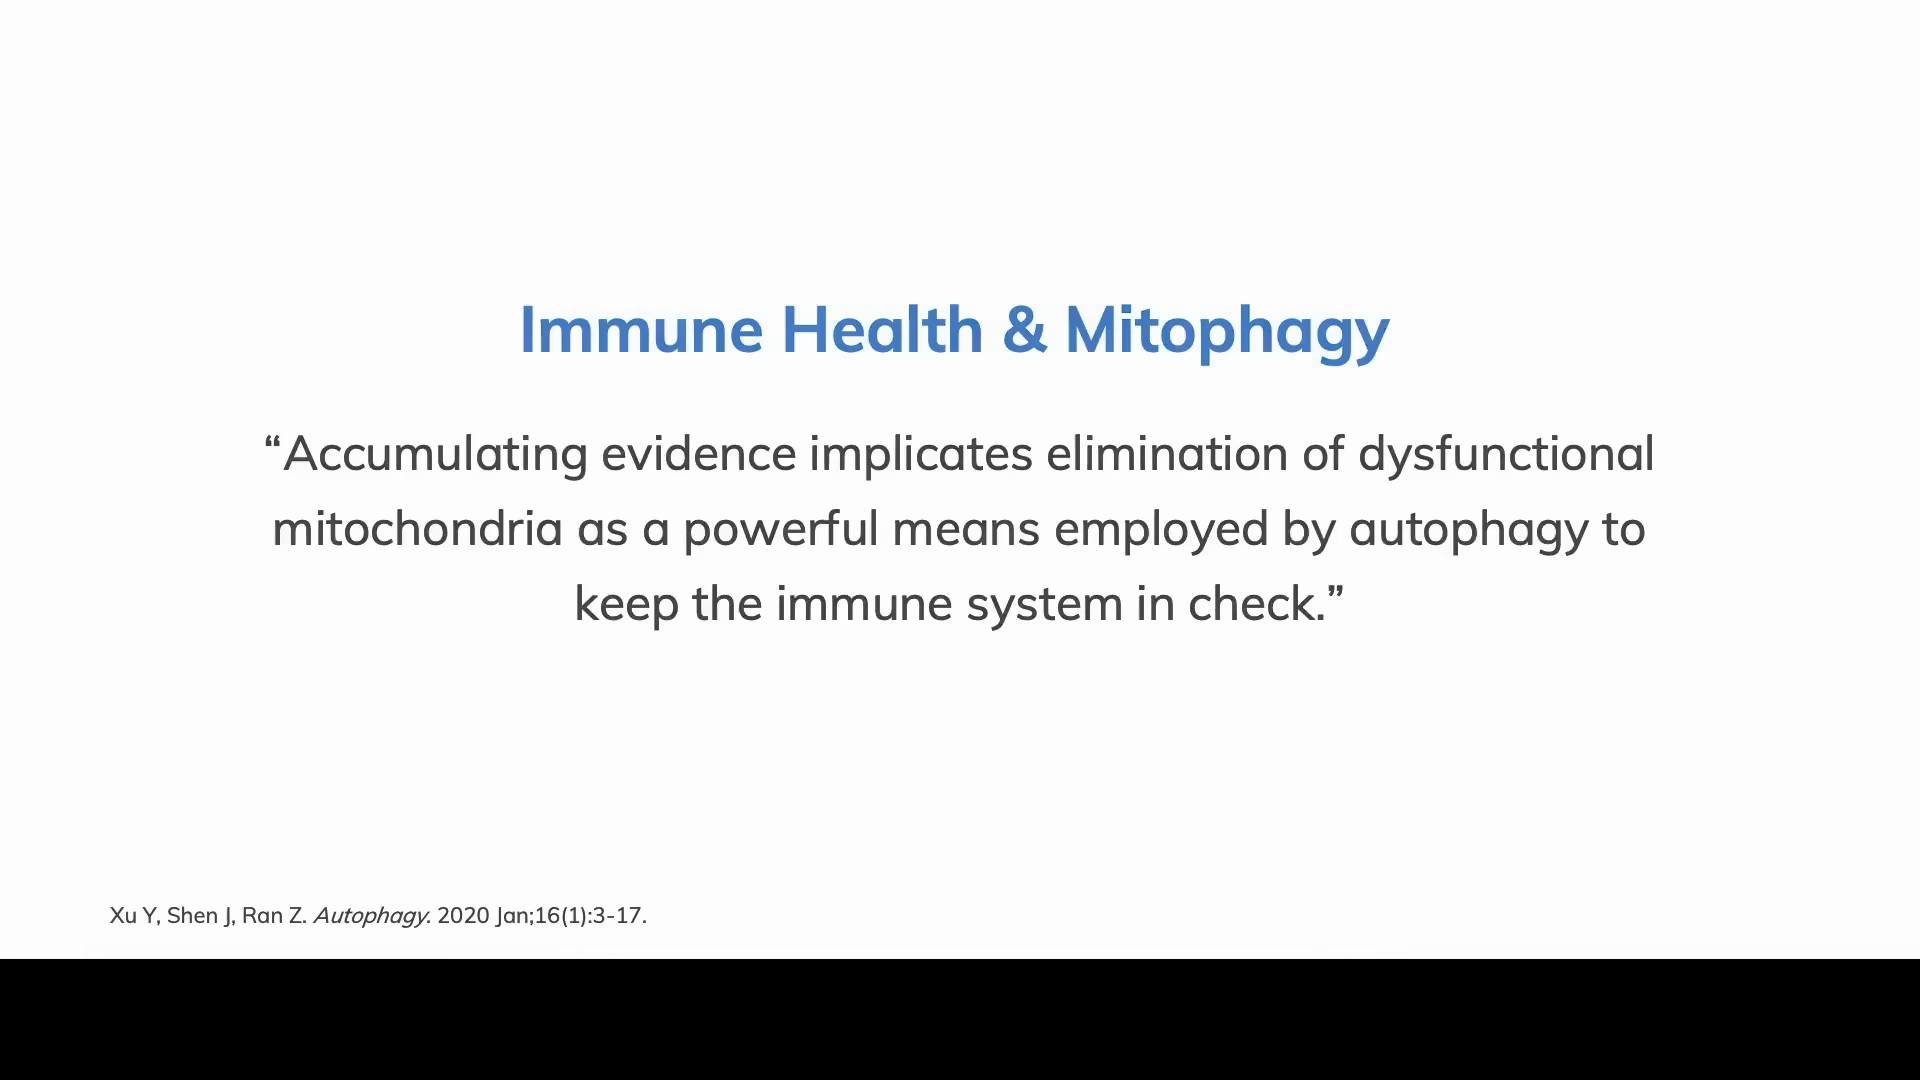 Immune Health & Mitophagy
“Accumulating evidence implicates elimination of dysfunctional
mitochondria as a powerful means employed by autophagy to
keep the immune system in check.”
Xu Y, Shen J, Ran Z. Autophagy. 2020 Jan;16(1):3-17.